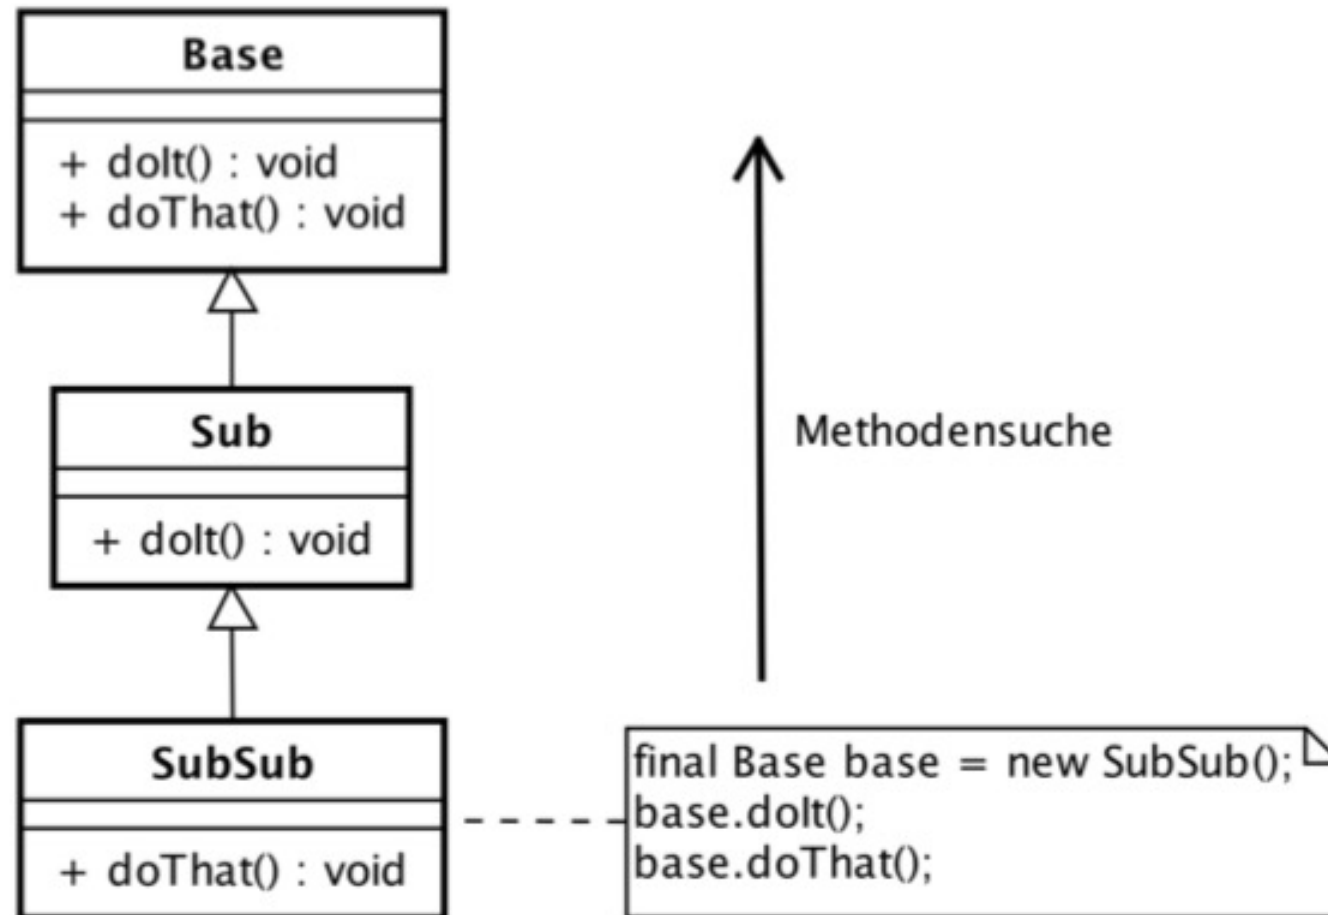 Base
+ doIt() : void
+ doThat() : void
Sub
+ doIt() : void
Methodensuche
SubSub
+ doThat() : void
final Base base = new SubSub();
base.doIt();
base.doThat();